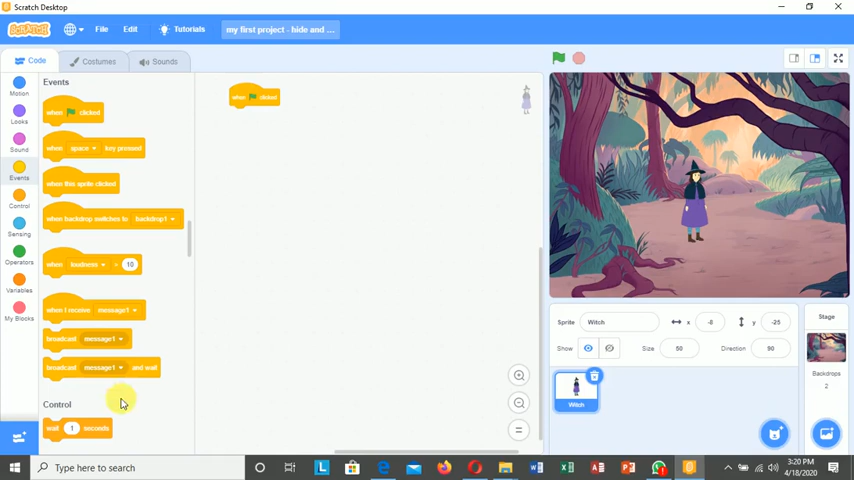 Scratch Desktop
SCRATCH File Edit Tutorials my first project - hide and ...
Code Costumes Sounds
Motion
Looks
Sound
Events
Control
Sensing
Operators
Variables
My Blocks
Events
when clicked
when space key pressed
when this sprite clicked
when backdrop switches to backdrop1
when loudness > 10
when I receive message1
broadcast message1
broadcast message1 and wait
Control
wait 1 seconds
when clicked
Sprite Witch x -8 y -25
Show Size 50 Direction 90
Witch
Stage
Backdrops
2
Type here to search
3:20 PM
4/18/2020